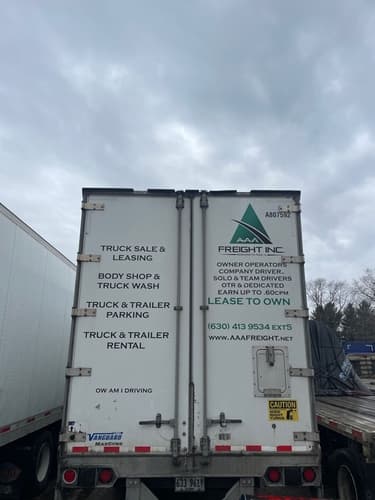 TRUCK SALE &
LEASING
BODY SHOP &
TRUCK WASH
TRUCK & TRAILER
PARKING
TRUCK & TRAILER
RENTAL
OW AM I DRIVING
VANGUARD
A807592
AAA
FREIGHT INC.
OWNER OPERATORS
COMPANY DRIVER,
SOLO & TEAM DRIVERS
OTR & DEDICATED
EARN UP TO .60CPM
LEASE TO OWN
(630) 413 9534 EXT5
WWW.AAAFREIGHT.NET
CAUTION